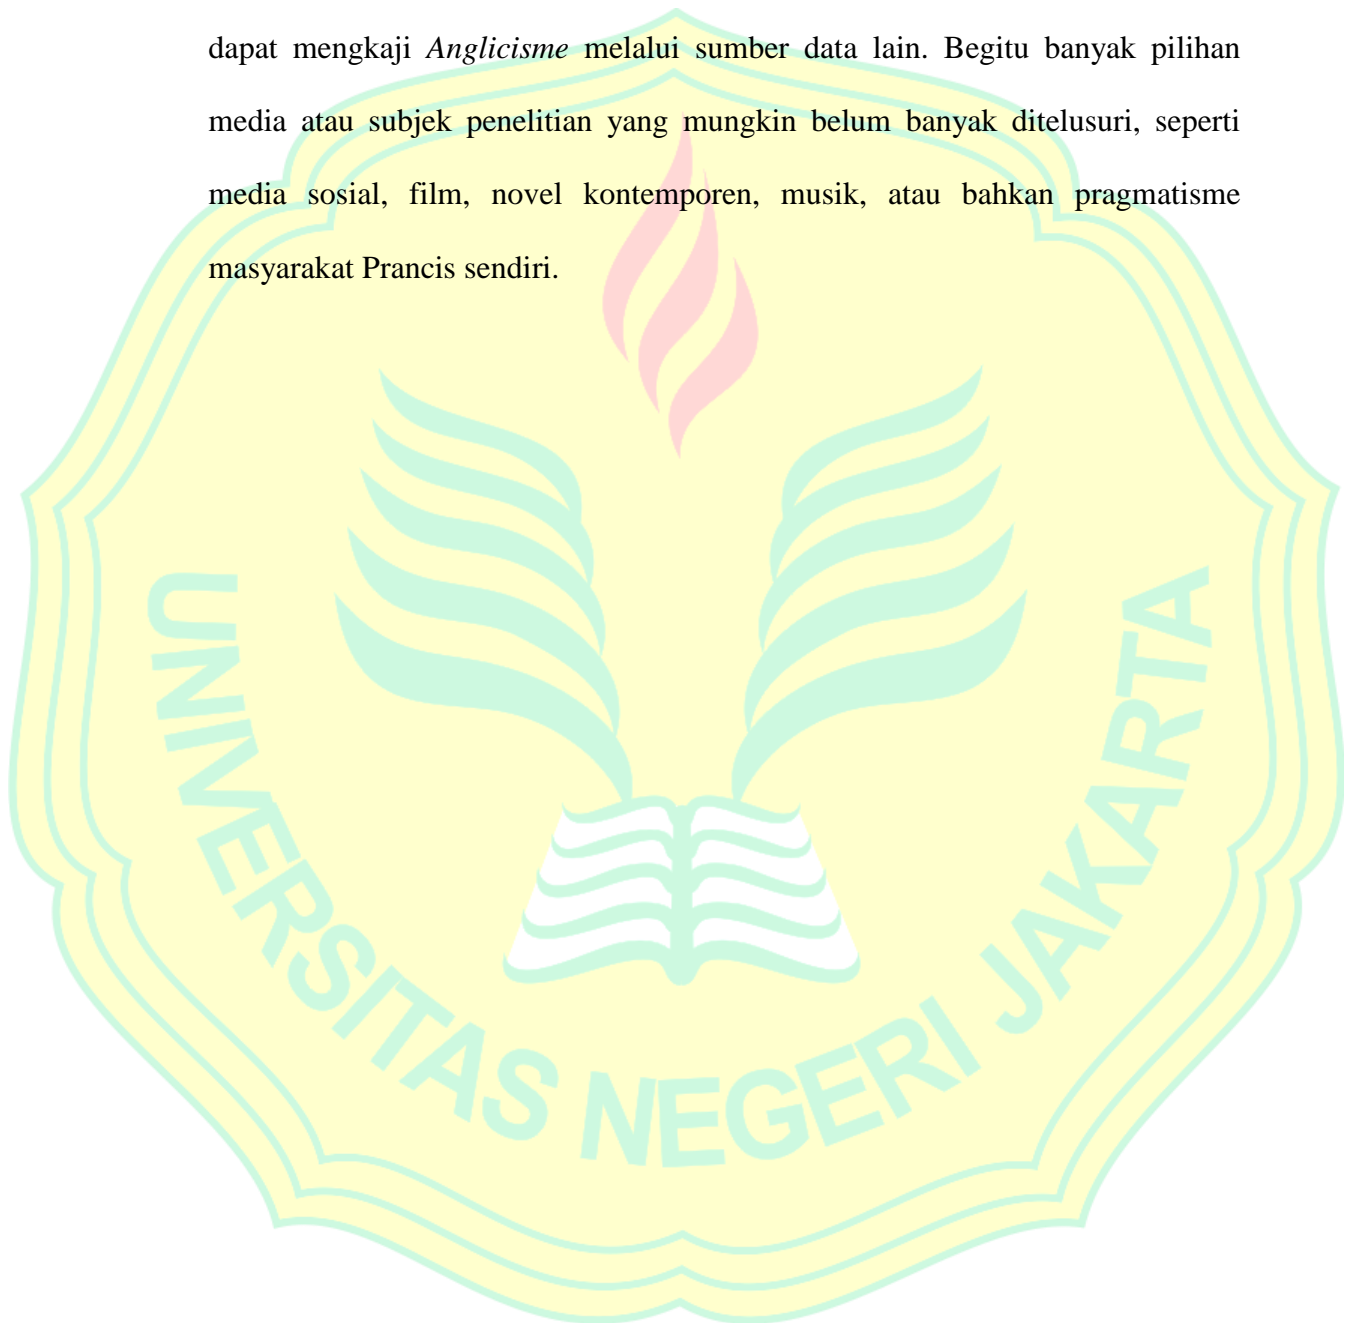 dapat mengkaji Anglicisme melalui sumber data lain. Begitu banyak pilihan
media atau subjek penelitian yang mungkin belum banyak ditelusuri, seperti
media sosial, film, novel kontemporen, musik, atau bahkan pragmatisme
masyarakat Prancis sendiri.
UNIVERSITAS NEGERI JAKARTA